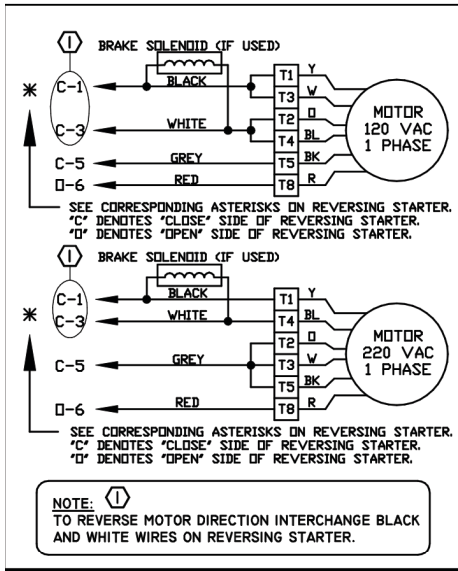 1 BRAKE SOLENOID (IF USED)
C-1 BLACK T1 Y
* T3 W
C-3 WHITE T2 O
T4 BL
C-5 GREY T5 BK
O-6 RED T8 R
MOTOR
120 VAC
1 PHASE
SEE CORRESPONDING ASTERISKS ON REVERSING STARTER.
"C" DENOTES "CLOSE" SIDE OF REVERSING STARTER.
"O" DENOTES "OPEN" SIDE OF REVERSING STARTER.
1 BRAKE SOLENOID (IF USED)
C-1 BLACK T1 Y
* C-3 WHITE T4 BL
T2 O
C-5 GREY T3 W
T5 BK
O-6 RED T8 R
MOTOR
220 VAC
1 PHASE
SEE CORRESPONDING ASTERISKS ON REVERSING STARTER.
"C" DENOTES "CLOSE" SIDE OF REVERSING STARTER.
"O" DENOTES "OPEN" SIDE OF REVERSING STARTER.
NOTE: 1
TO REVERSE MOTOR DIRECTION INTERCHANGE BLACK
AND WHITE WIRES ON REVERSING STARTER.